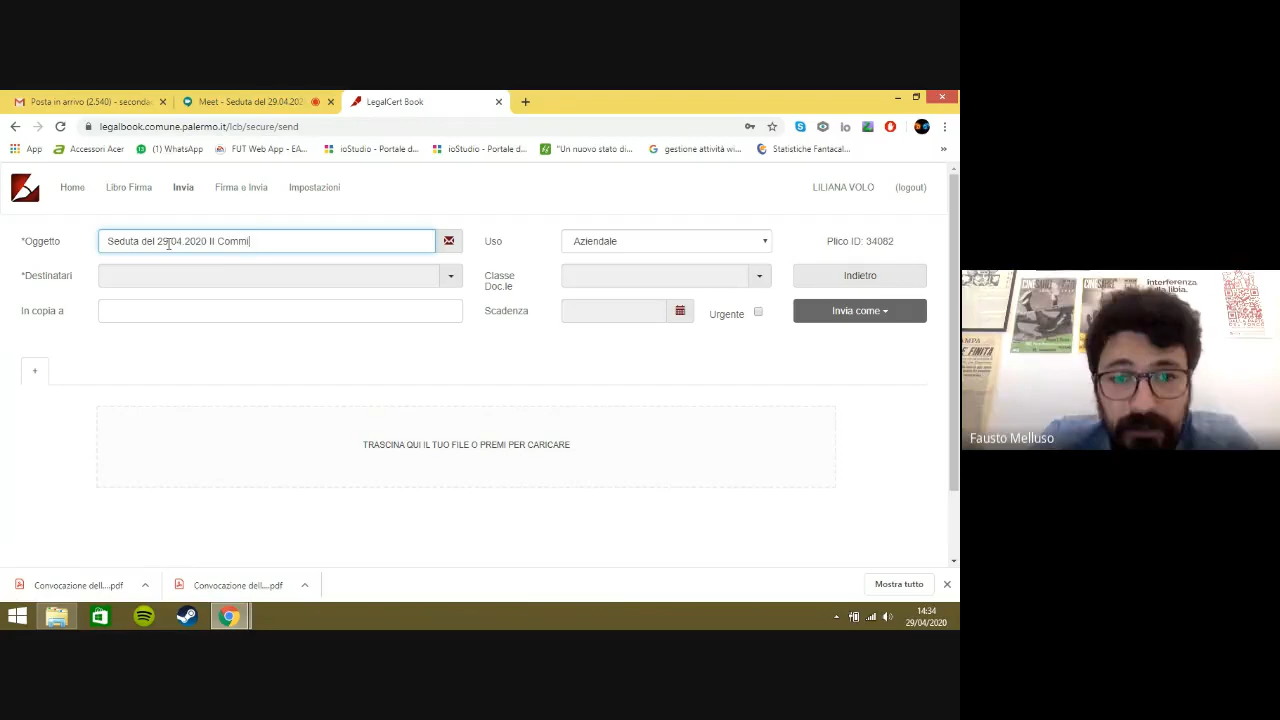 Posta in arrivo (2.540) - seconda
Meet - Seduta del 29.04.202
LegalCert Book
legalbook.comune.palermo.it/lcb/secure/send
App
Accessori Acer
(1) WhatsApp
FUT Web App - EA...
ioStudio - Portale d...
ioStudio - Portale d...
"Un nuovo stato di...
gestione attività wi...
Statistiche Fantacal...
Home
Libro Firma
Invia
Firma e Invia
Impostazioni
LILIANA VOLO
(logout)
*Oggetto
Seduta del 29.04.2020 II Commi
Uso
Aziendale
Plico ID: 34082
*Destinatari
Classe
Doc.le
Indietro
In copia a
Scadenza
Urgente
Invia come
+
TRASCINA QUI IL TUO FILE O PREMI PER CARICARE
Convocazione dell....pdf
Convocazione dell....pdf
Mostra tutto
14:34
29/04/2020
interferenza
sulla libia.
CINE
Fausto Melluso